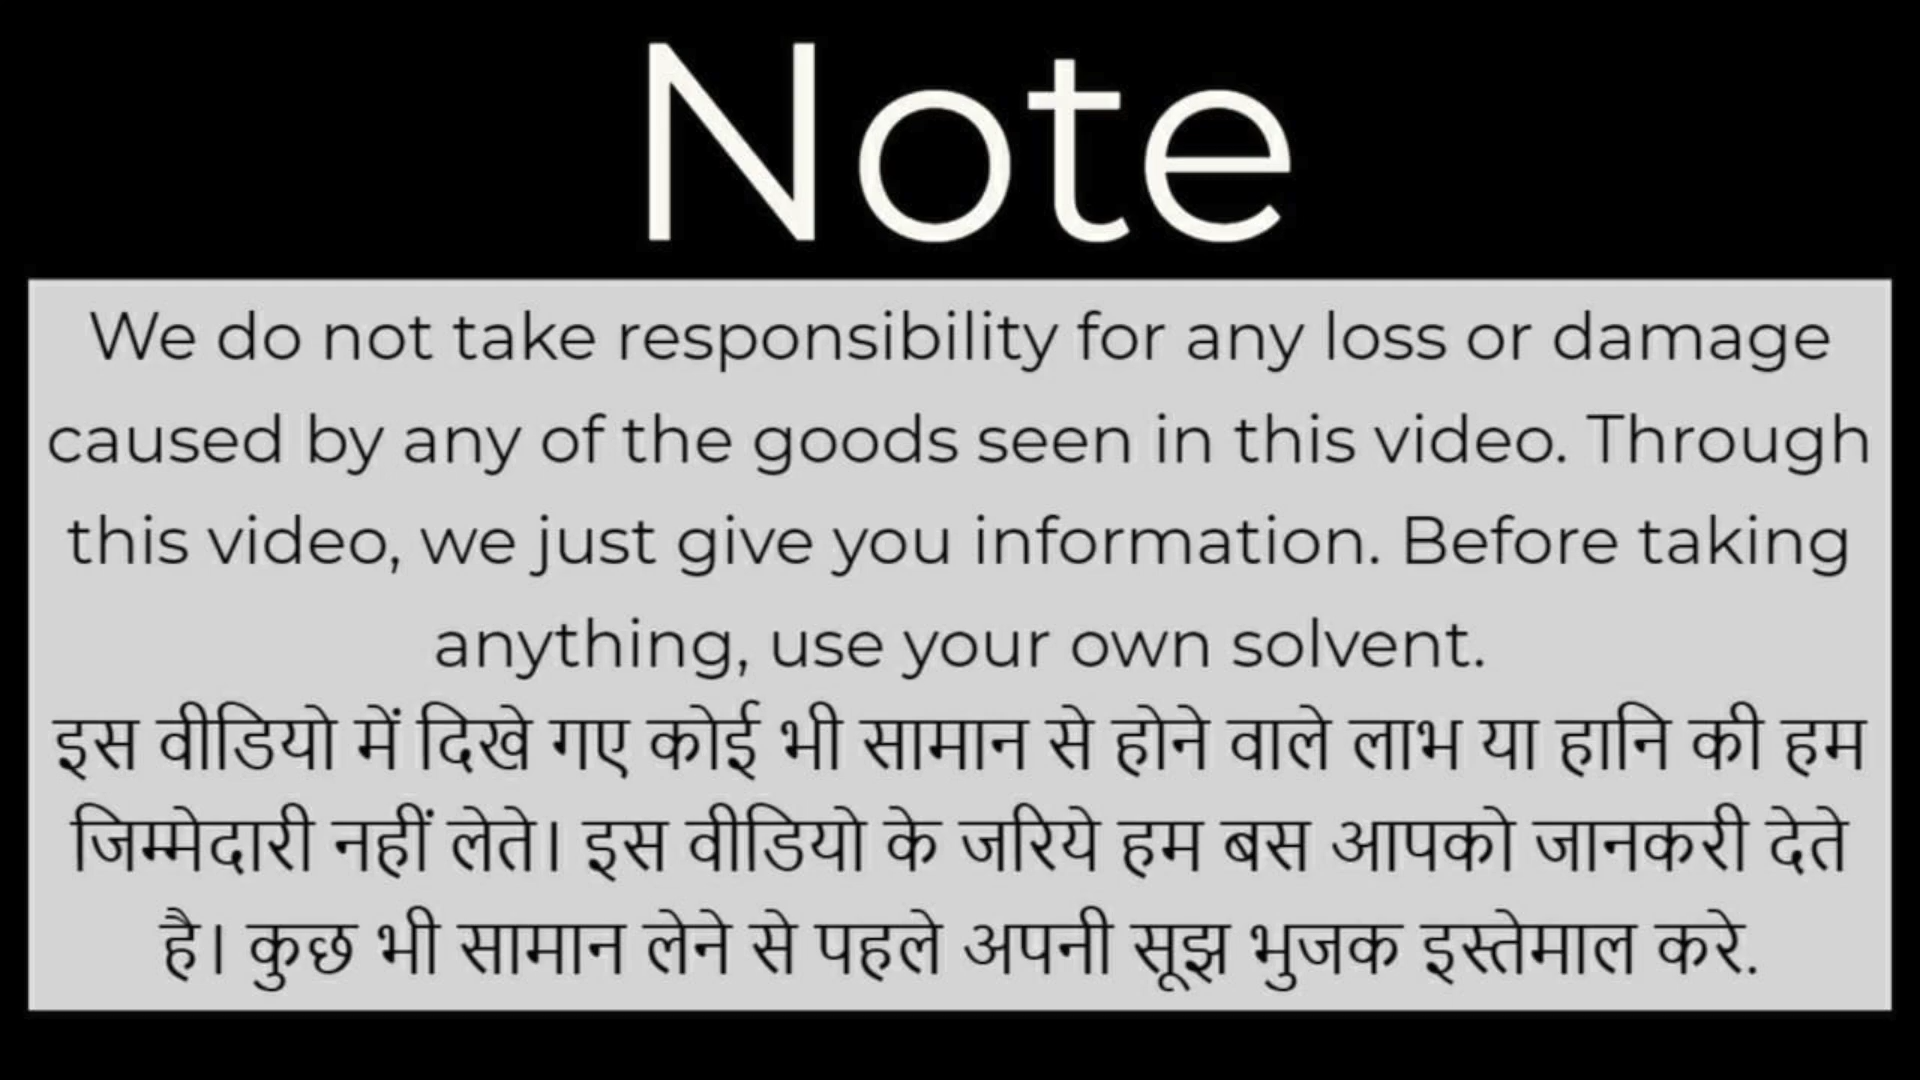 Note
We do not take responsibility for any loss or damage
caused by any of the goods seen in this video. Through
this video, we just give you information. Before taking
anything, use your own solvent.
इस वीडियो में दिखे गए कोई भी सामान से होने वाले लाभ या हानि की हम
जिम्मेदारी नहीं लेते। इस वीडियो के जरिये हम बस आपको जानकरी देते
है। कुछ भी सामान लेने से पहले अपनी सूझ भुजक इस्तेमाल करे.